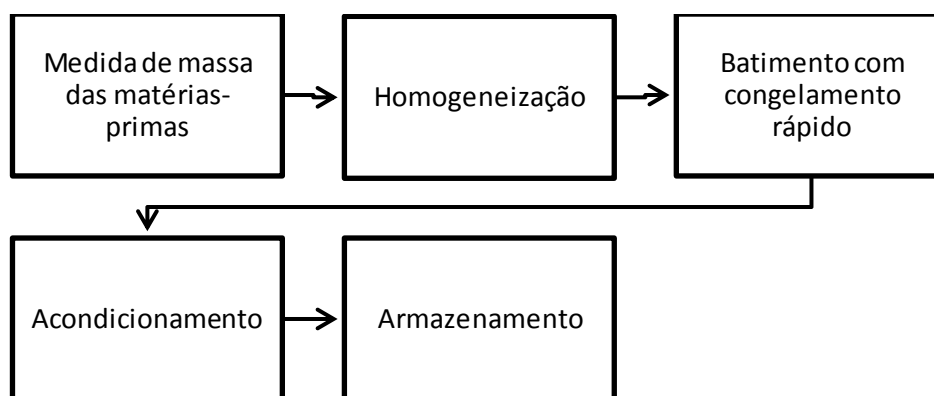 Medida de massa
das matérias-
primas
Homogeneização
Batimento com
congelamento
rápido
Acondicionamento
Armazenamento